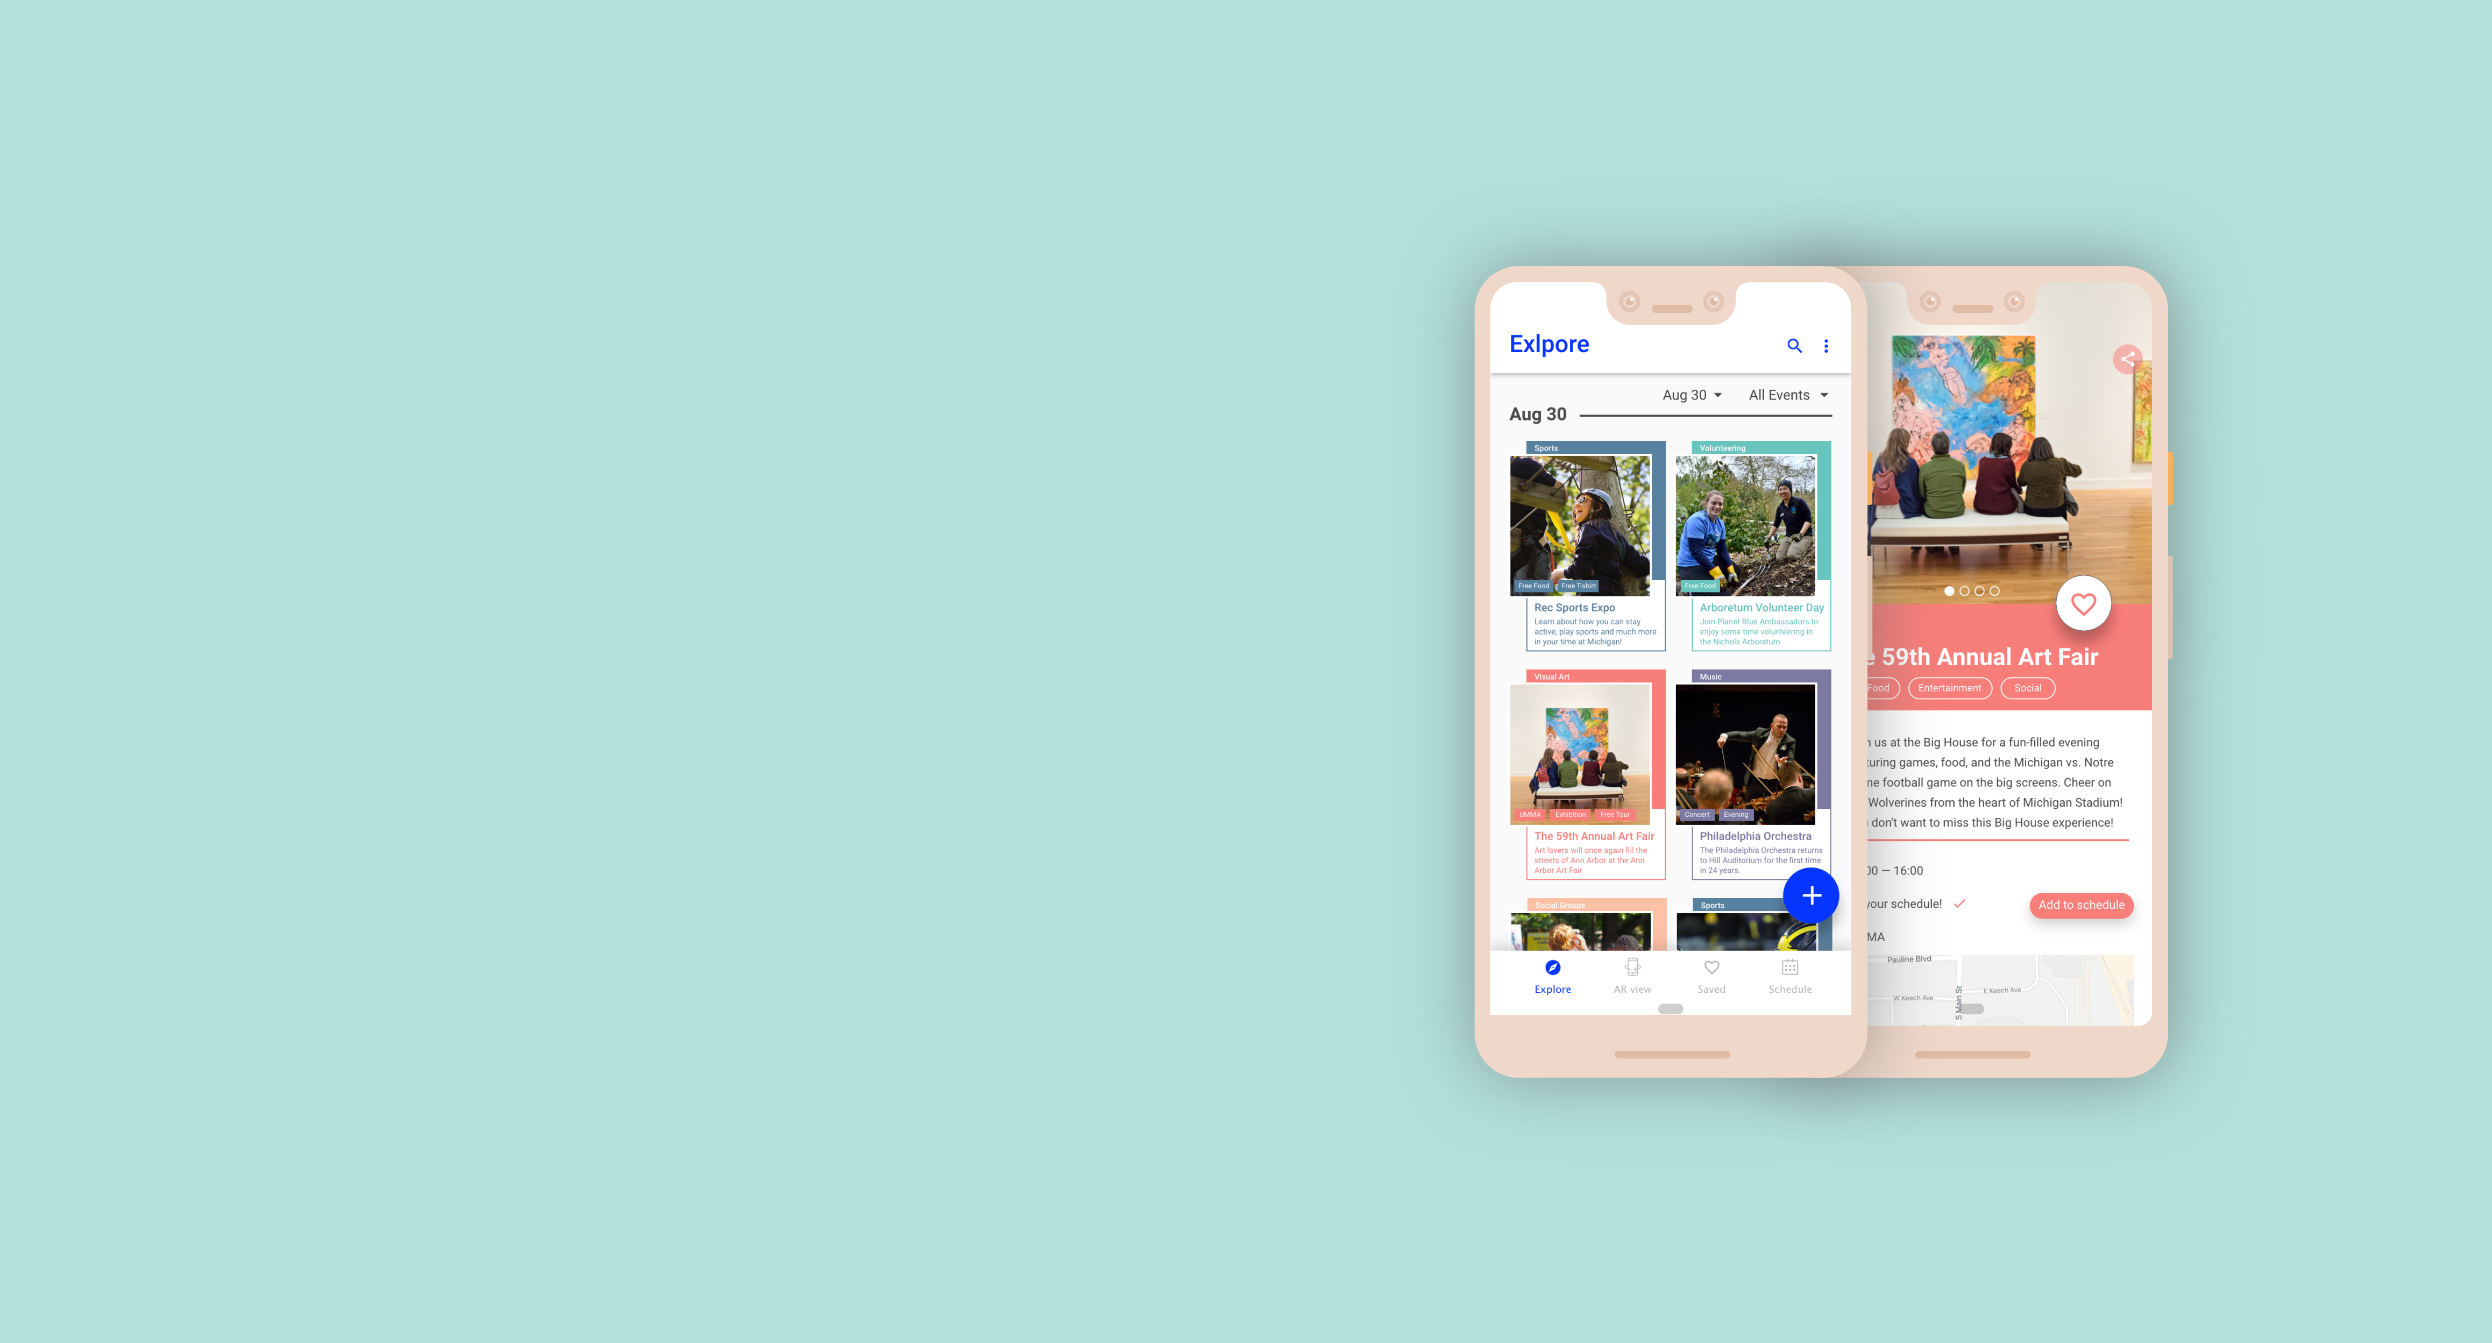 Exlpore
Aug 30
All Events
Aug 30
Sports
Free Food
Free T-shirt
Rec Sports Expo
Learn about how you can stay
active, play sports and much more
in your time at Michigan!
Volunteering
Free Food
Arboretum Volunteer Day
Join Planet Blue Ambassadors to
enjoy some time volunteering in
the Nichols Arboretum
Visual Art
UMMA
Exhibition
Free Tour
The 59th Annual Art Fair
Art lovers will once again fill the
streets of Ann Arbor at the Ann
Arbor Art Fair
Music
Concert
Evening
Philadelphia Orchestra
The Philadelphia Orchestra returns
to Hill Auditorium for the first time
in 24 years.
Social Groups
Sports
Explore
AR view
Saved
Schedule
e 59th Annual Art Fair
Food
Entertainment
Social
us at the Big House for a fun-filled evening
turing games, food, and the Michigan vs. Notre
ne football game on the big screens. Cheer on
Wolverines from the heart of Michigan Stadium!
don't want to miss this Big House experience!
00 — 16:00
your schedule!
Add to schedule
MA
Pauline Blvd
W Keech Ave
E Keech Ave
S Main St